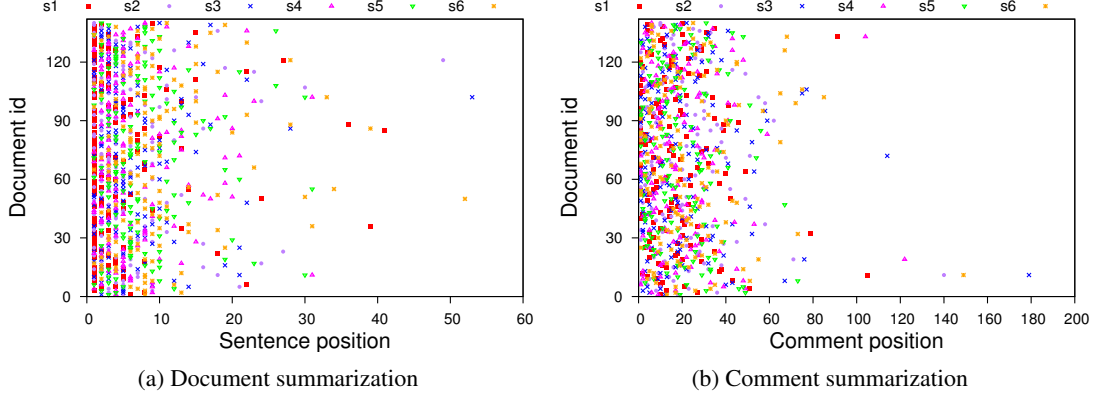 s1 s2 s3 s4 s5 s6
120
90
60
30
0
Document id
0 10 20 30 40 50 60
Sentence position
(a) Document summarization
s1 s2 s3 s4 s5 s6
120
90
60
30
0
Document id
0 20 40 60 80 100 120 140 160 180 200
Comment position
(b) Comment summarization